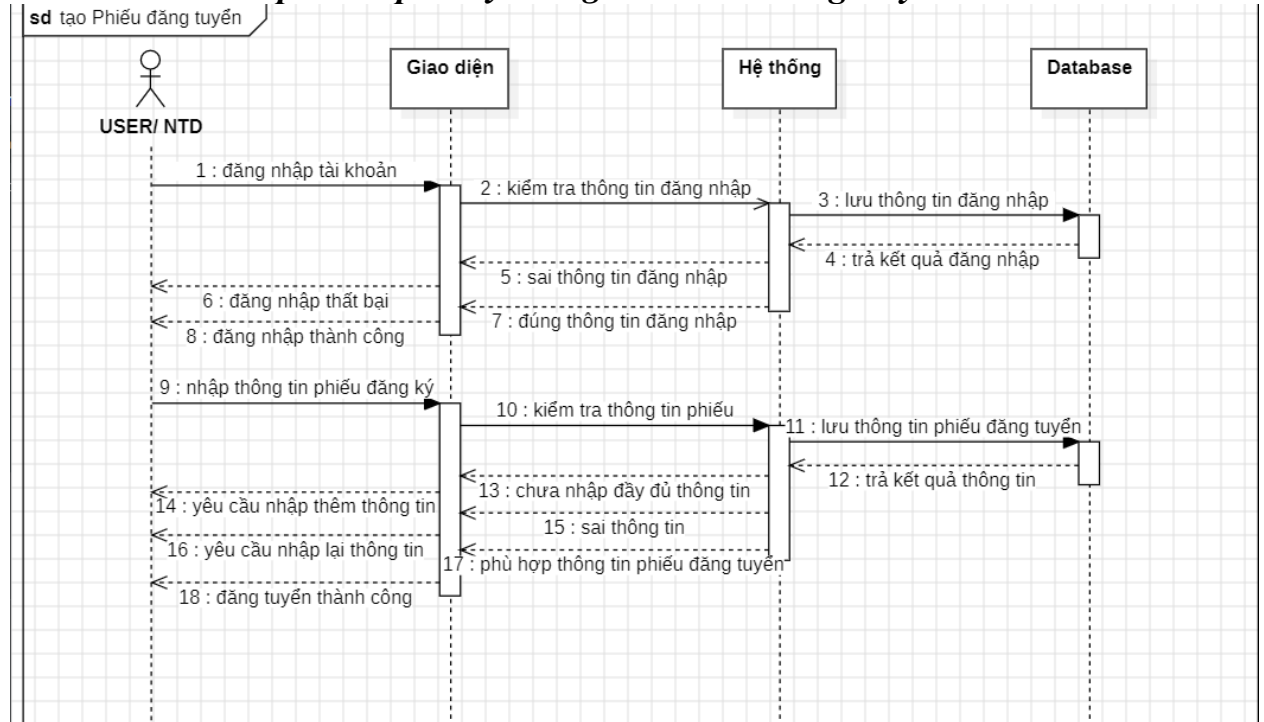 sd tạo Phiếu đăng tuyển
Giao diện
Hệ thống
Database
USER/ NTD
1 : đăng nhập tài khoản
2 : kiểm tra thông tin đăng nhập
3 : lưu thông tin đăng nhập
4 : trả kết quả đăng nhập
5 : sai thông tin đăng nhập
6 : đăng nhập thất bại
7 : đúng thông tin đăng nhập
8 : đăng nhập thành công
9 : nhập thông tin phiếu đăng ký
10 : kiểm tra thông tin phiếu
11 : lưu thông tin phiếu đăng tuyển
12 : trả kết quả thông tin
13 : chưa nhập đầy đủ thông tin
14 : yêu cầu nhập thêm thông tin
15 : sai thông tin
16 : yêu cầu nhập lại thông tin
17 : phù hợp thông tin phiếu đăng tuyển
18 : đăng tuyển thành công